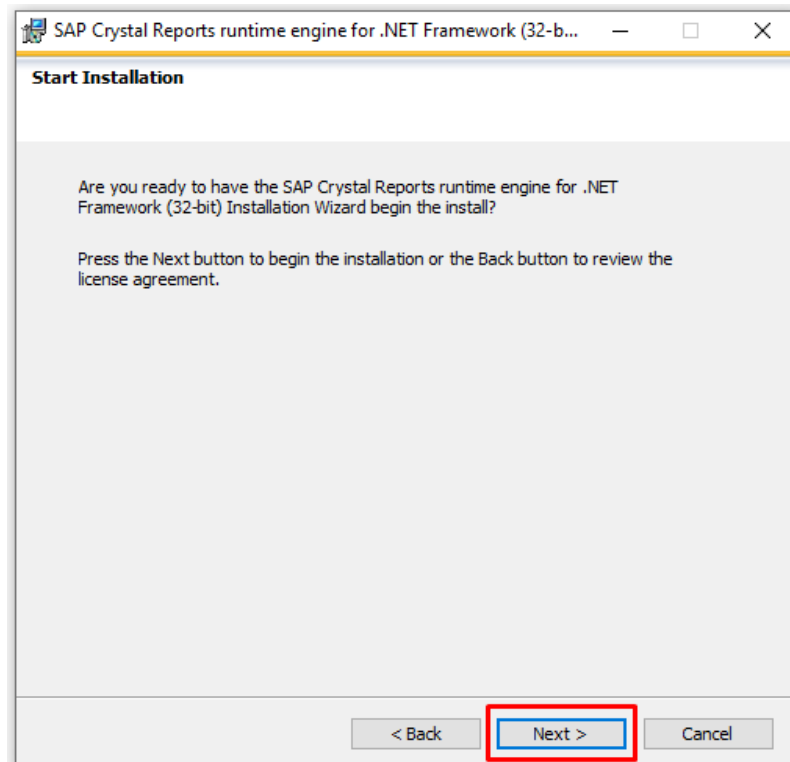 SAP Crystal Reports runtime engine for .NET Framework (32-b...
Start Installation
Are you ready to have the SAP Crystal Reports runtime engine for .NET
Framework (32-bit) Installation Wizard begin the install?
Press the Next button to begin the installation or the Back button to review the
license agreement.
< Back Next > Cancel